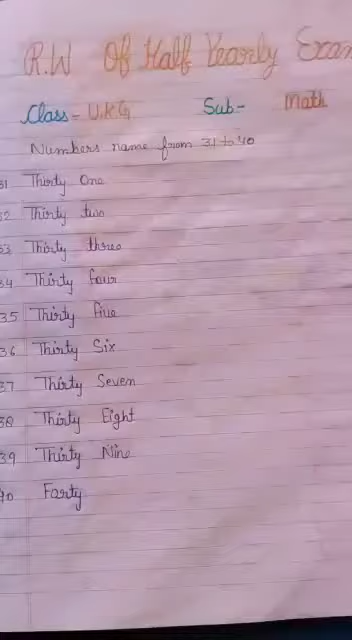 R.W Of Half Yearly Exam
Class - U.K.G Sub - Math
Numbers name from 31 to 40
31 Thirty One
32 Thirty two
33 Thirty three
34 Thirty four
35 Thirty five
36 Thirty Six
37 Thirty Seven
38 Thirty Eight
39 Thirty Nine
40 Farty